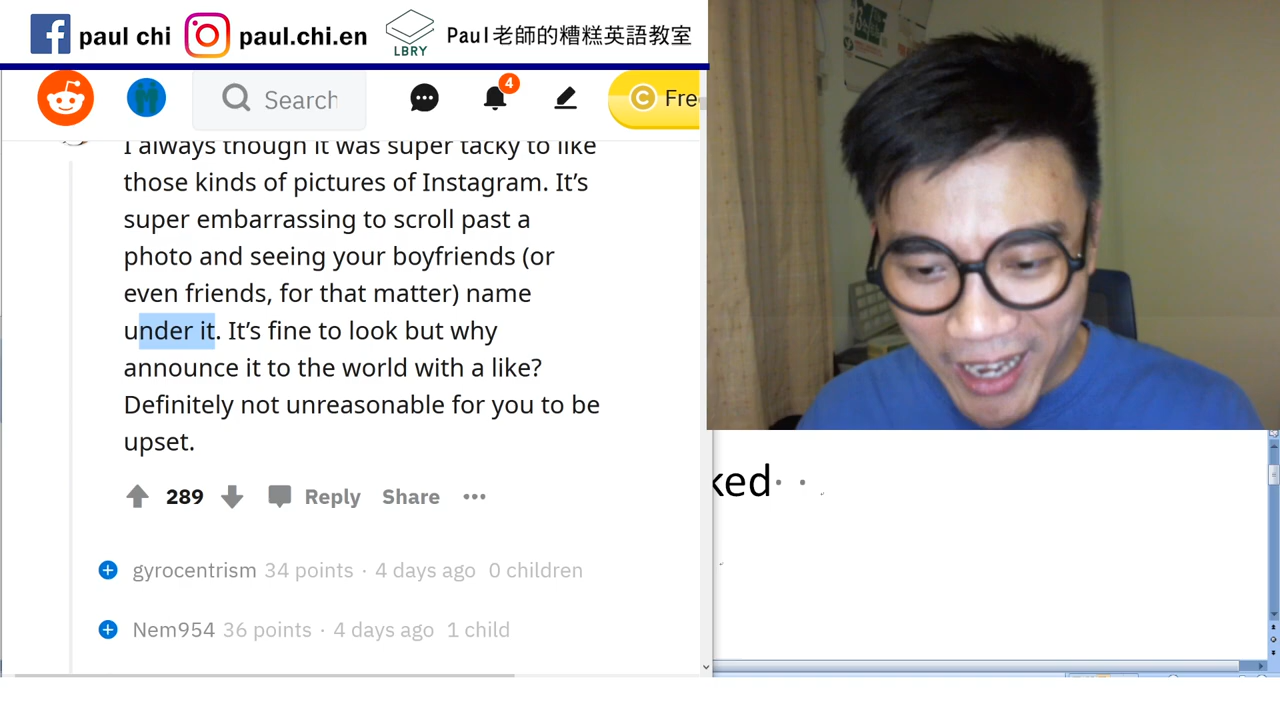 paul chi
paul.chi.en
LBRY
Paul老師的糟糕英語教室
Search
4
Fre
I always though it was super tacky to like
those kinds of pictures of Instagram. It’s
super embarrassing to scroll past a
photo and seeing your boyfriends (or
even friends, for that matter) name
under it. It’s fine to look but why
announce it to the world with a like?
Definitely not unreasonable for you to be
upset.
289 Reply Share
gyrocentrism 34 points · 4 days ago 0 children
Nem954 36 points · 4 days ago 1 child
ked